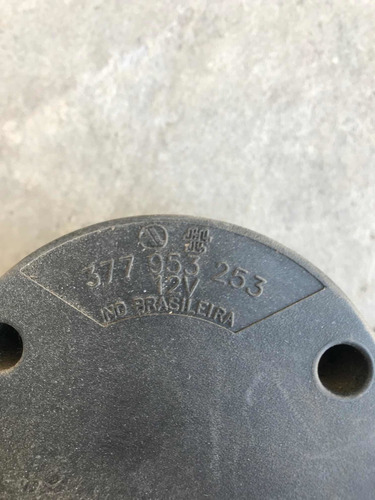 377 953 253
12V
IND BRASILEIRA